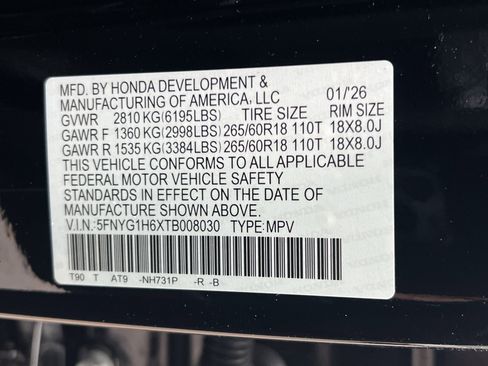 MFD. BY HONDA DEVELOPMENT &
MANUFACTURING OF AMERICA, LLC 01/'26
GVWR 2810 KG(6195LBS) TIRE SIZE RIM SIZE
GAWR F 1360 KG(2998LBS) 265/60R18 110T 18X8.0J
GAWR R 1535 KG(3384LBS) 265/60R18 110T 18X8.0J
THIS VEHICLE CONFORMS TO ALL APPLICABLE
FEDERAL MOTOR VEHICLE SAFETY
STANDARDS IN EFFECT ON THE DATE OF
MANUFACTURE SHOWN ABOVE.
V.I.N.:5FNYG1H6XTB008030 TYPE:MPV
T90 T AT9 -NH731P -R -B